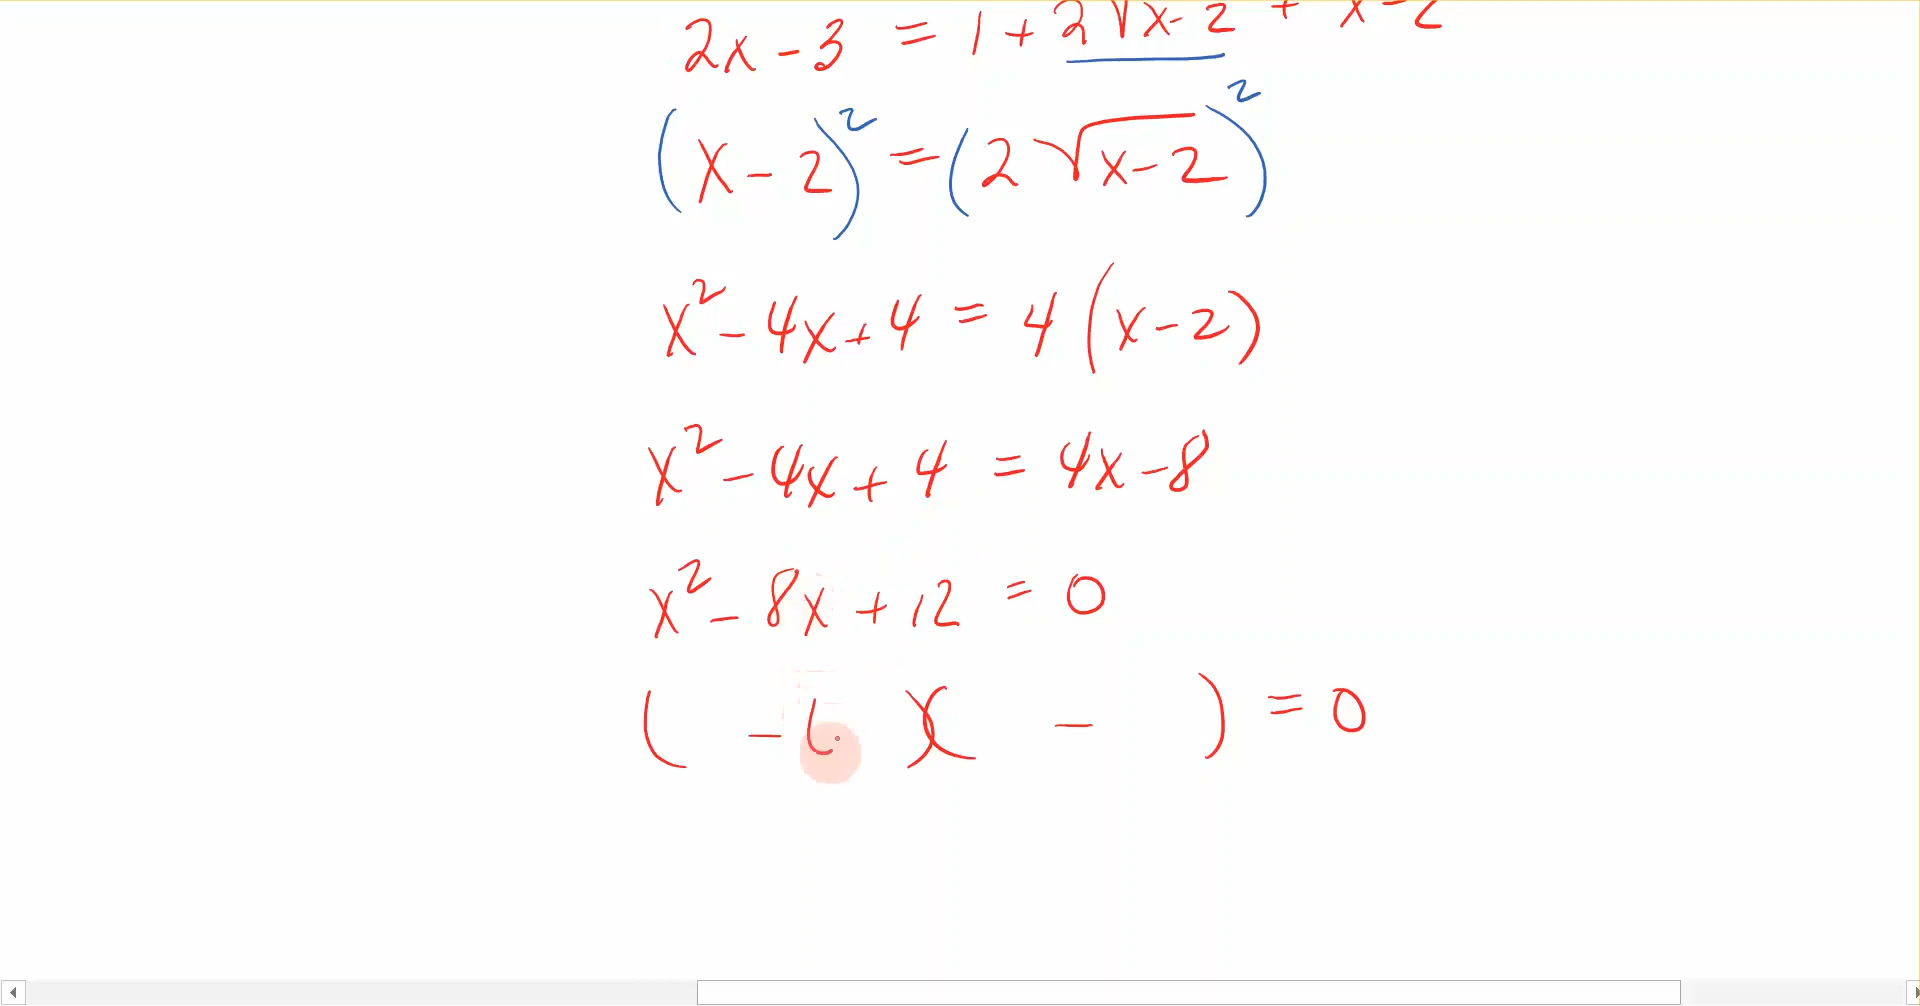 2x - 3 = 1 + 2√x-2 + x-2
(x - 2)² = (2√x-2)²
x² - 4x + 4 = 4(x-2)
x² - 4x + 4 = 4x - 8
x² - 8x + 12 = 0
( - 6 )( - ) = 0